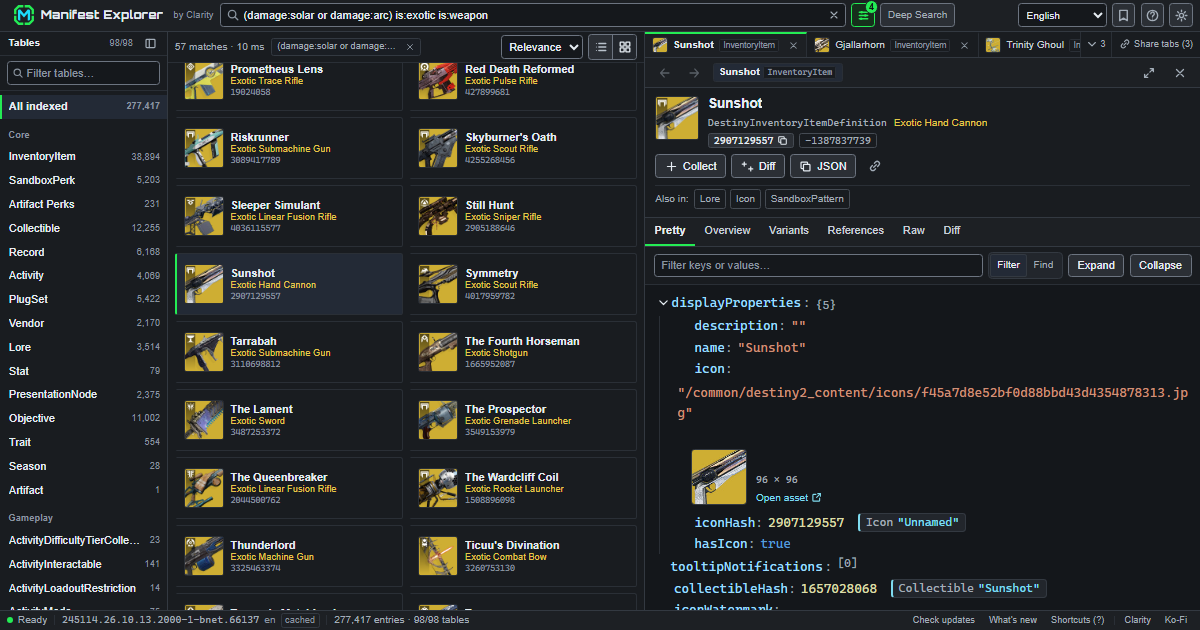 Manifest Explorer by Clarity
(damage:solar or damage:arc) is:exotic is:weapon
4
Deep Search
English
Tables 98/98
Filter tables...
All indexed 277,417
Core
InventoryItem 38,894
SandboxPerk 5,203
Artifact Perks 231
Collectible 12,255
Record 6,168
Activity 4,069
PlugSet 5,422
Vendor 2,170
Lore 3,514
Stat 79
PresentationNode 2,375
Objective 11,002
Trait 554
Season 28
Artifact 1
Gameplay
ActivityDifficultyTierColle... 23
ActivityInteractable 141
ActivityLoadoutRestriction 14
57 matches · 10 ms
(damage:solar or damage:...
Relevance
Prometheus Lens
Exotic Trace Rifle
19024058
Red Death Reformed
Exotic Pulse Rifle
427899681
Riskrunner
Exotic Submachine Gun
3089417789
Skyburner's Oath
Exotic Scout Rifle
4255268456
Sleeper Simulant
Exotic Linear Fusion Rifle
4036115577
Still Hunt
Exotic Sniper Rifle
2905188646
Sunshot
Exotic Hand Cannon
2907129557
Symmetry
Exotic Scout Rifle
4017959782
Tarrabah
Exotic Submachine Gun
3110698812
The Fourth Horseman
Exotic Shotgun
1665952087
The Lament
Exotic Sword
3487253372
The Prospector
Exotic Grenade Launcher
3549153979
The Queenbreaker
Exotic Linear Fusion Rifle
2044500762
The Wardcliff Coil
Exotic Rocket Launcher
1508896098
Thunderlord
Exotic Machine Gun
3325463374
Ticuu's Divination
Exotic Combat Bow
3260753130
Sunshot InventoryItem
Gjallarhorn InventoryItem
Trinity Ghoul In
3
Share tabs (3)
Sunshot InventoryItem
Sunshot
DestinyInventoryItemDefinition Exotic Hand Cannon
2907129557
-1387837739
Collect
Diff
JSON
Also in: Lore Icon SandboxPattern
Pretty Overview Variants References Raw Diff
Filter keys or values...
Filter Find Expand Collapse
displayProperties: {5}
description: ""
name: "Sunshot"
icon:
"/common/destiny2_content/icons/f45a7d8e52bf0d88bbd43d4354878313.jp
g"
96 × 96
Open asset
iconHash: 2907129557 Icon "Unnamed"
hasIcon: true
tooltipNotifications: [0]
collectibleHash: 1657028068 Collectible "Sunshot"
iconWatermark:
Ready 245114.26.10.13.2000-1-bnet.66137 en cached 277,417 entries · 98/98 tables
Check updates What's new Shortcuts (?) Clarity Ko-Fi